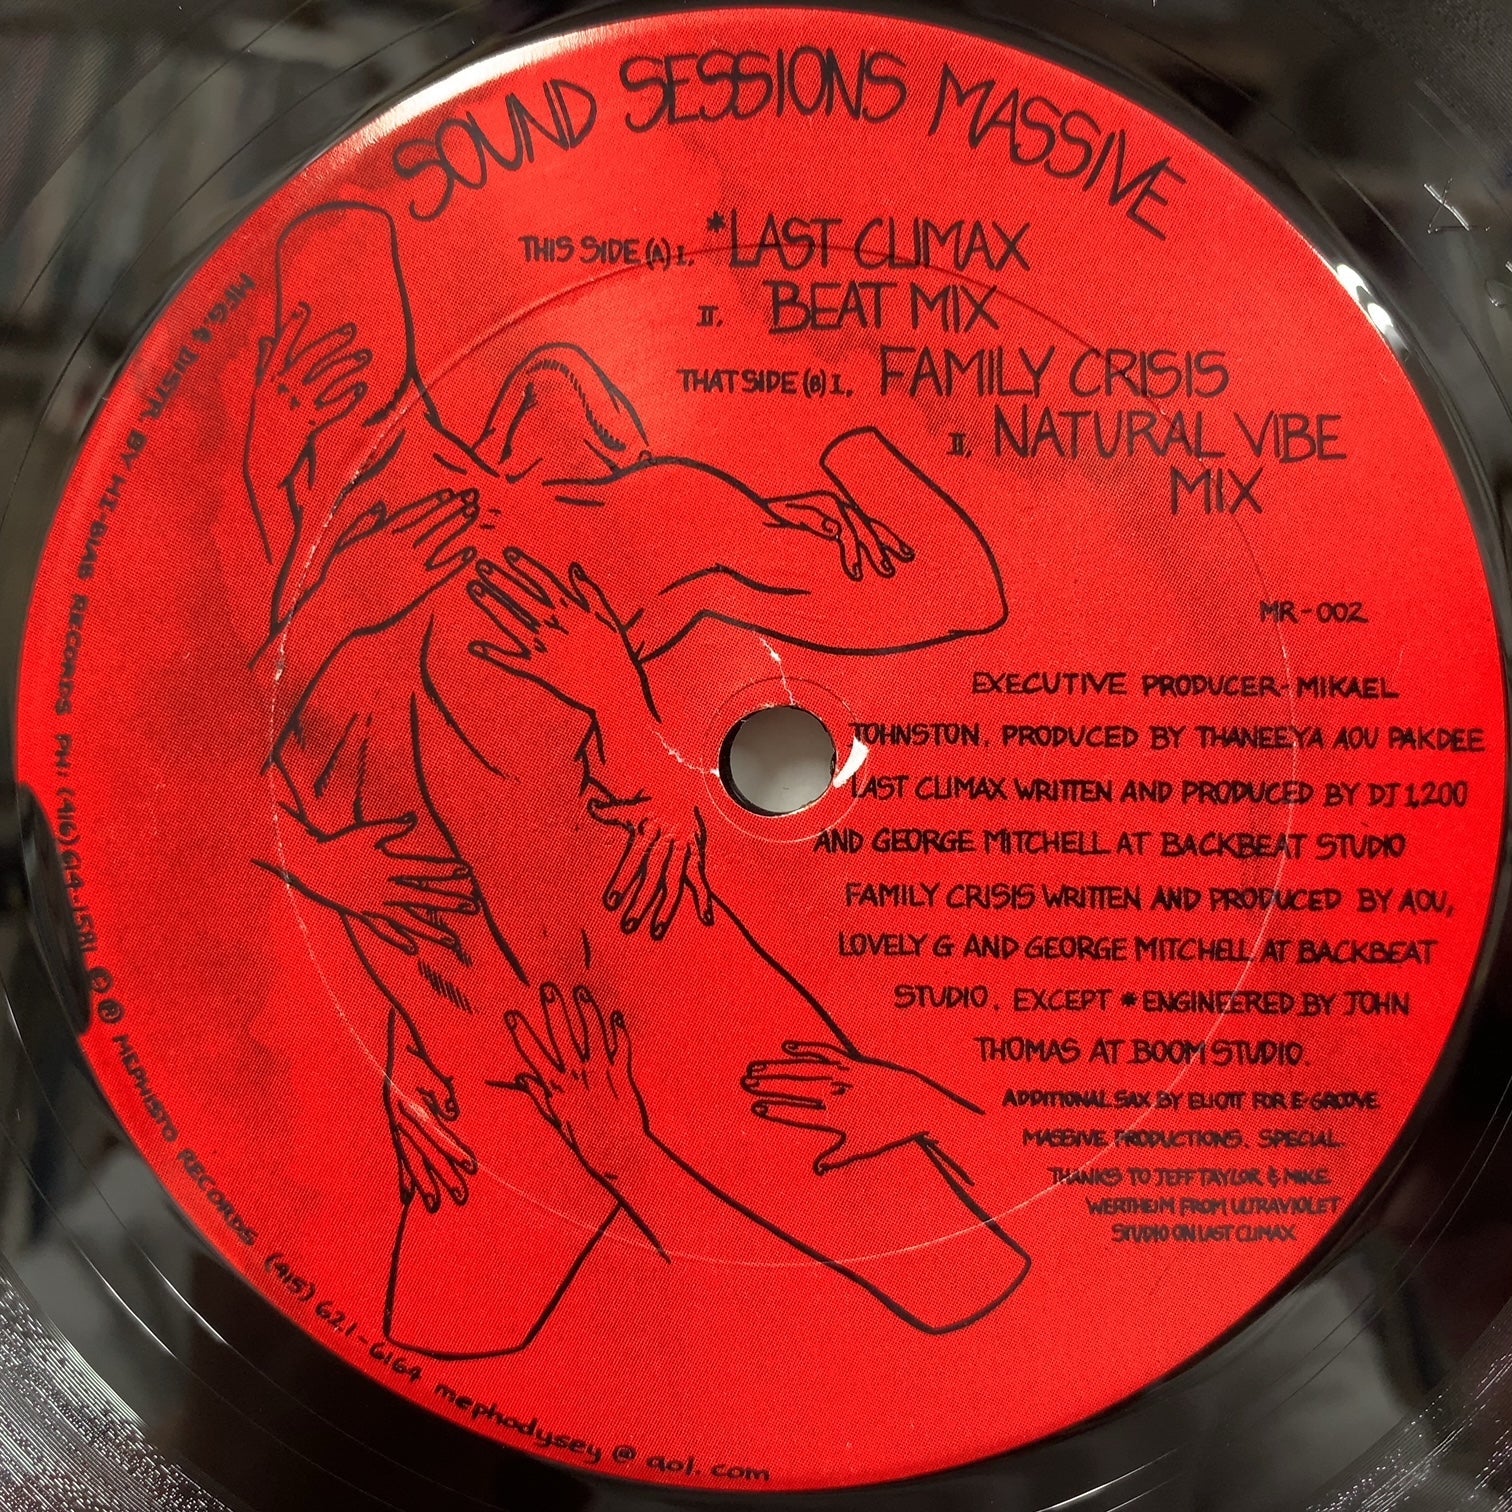 SOUND SESSIONS MASSIVE
THIS SIDE (A) I. *LAST CLIMAX
II. BEAT MIX
THAT SIDE (B) I. FAMILY CRISIS
II. NATURAL VIBE
MIX
MR-002
EXECUTIVE PRODUCER-MIKAEL
JOHNSTON. PRODUCED BY THANEEYA AOU PAKDEE
LAST CLIMAX WRITTEN AND PRODUCED BY DJ 1,200
AND GEORGE MITCHELL AT BACKBEAT STUDIO
FAMILY CRISIS WRITTEN AND PRODUCED BY AOU,
LOVELY G AND GEORGE MITCHELL AT BACKBEAT
STUDIO. EXCEPT * ENGINEERED BY JOHN
THOMAS AT BOOM STUDIO.
ADDITIONAL SAX BY ELIOTT FOR E-GROOVE
MASSIVE PRODUCTIONS. SPECIAL
THANKS TO JEFF TAYLOR & MIKE
WERTHEIM FROM ULTRAVIOLET
STUDIO ON LAST CLIMAX
MFG & DISTR. BY HI-BIAS RECORDS PH: (416) 614-1581 © ℗ MEPHISTO RECORDS (415) 621-6164 mephodysey @ aol.com